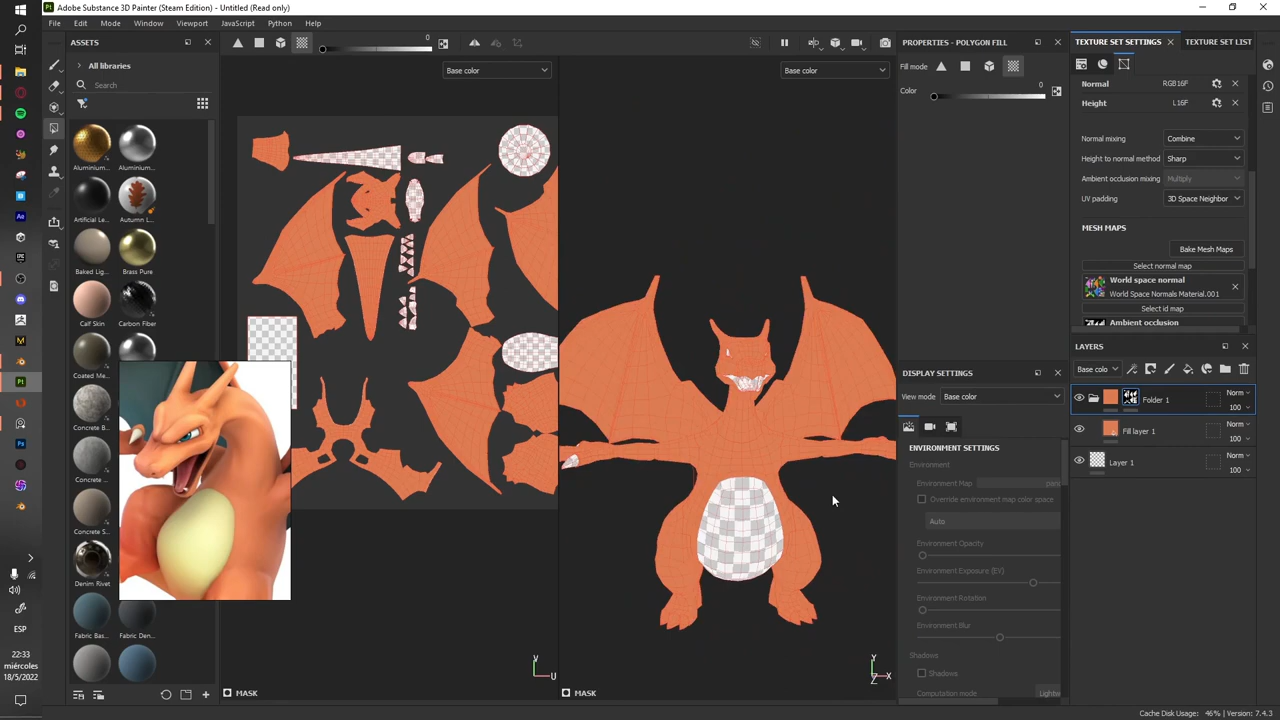 Adobe Substance 3D Painter (Steam Edition) - Untitled (Read only)
File Edit Mode Window Viewport JavaScript Python Help
ASSETS
All libraries
Search
Aluminium...
Aluminium...
Artificial Le...
Autumn L...
Baked Lig...
Brass Pure
Calf Skin
Carbon Fiber
Coated Me...
Concrete B...
Concrete ...
Concrete S...
Denim Rivet
Fabric Bas...
Fabric Den...
0
Base color
Base color
V
U
MASK
Y
X
Z
MASK
PROPERTIES - POLYGON FILL
Fill mode
0
Color
DISPLAY SETTINGS
View mode Base color
ENVIRONMENT SETTINGS
Environment
Environment Map
Override environment map color space
Auto
Environment Opacity
Environment Exposure (EV)
Environment Rotation
Environment Blur
Shadows
Shadows
Computation mode Lightw
TEXTURE SET SETTINGS TEXTURE SET LIST
Normal RGB16F
Height L16F
Normal mixing Combine
Height to normal method Sharp
Ambient occlusion mixing Multiply
UV padding 3D Space Neighbor
MESH MAPS
Bake Mesh Maps
Select normal map
World space normal
World Space Normals Material.001
Select id map
Ambient occlusion
LAYERS
Base colo
Folder 1 Norm
100
Fill layer 1 Norm
100
Layer 1 Norm
100
ESP
22:33
miércoles
18/5/2022
Cache Disk Usage: 46% | Version: 7.4.3